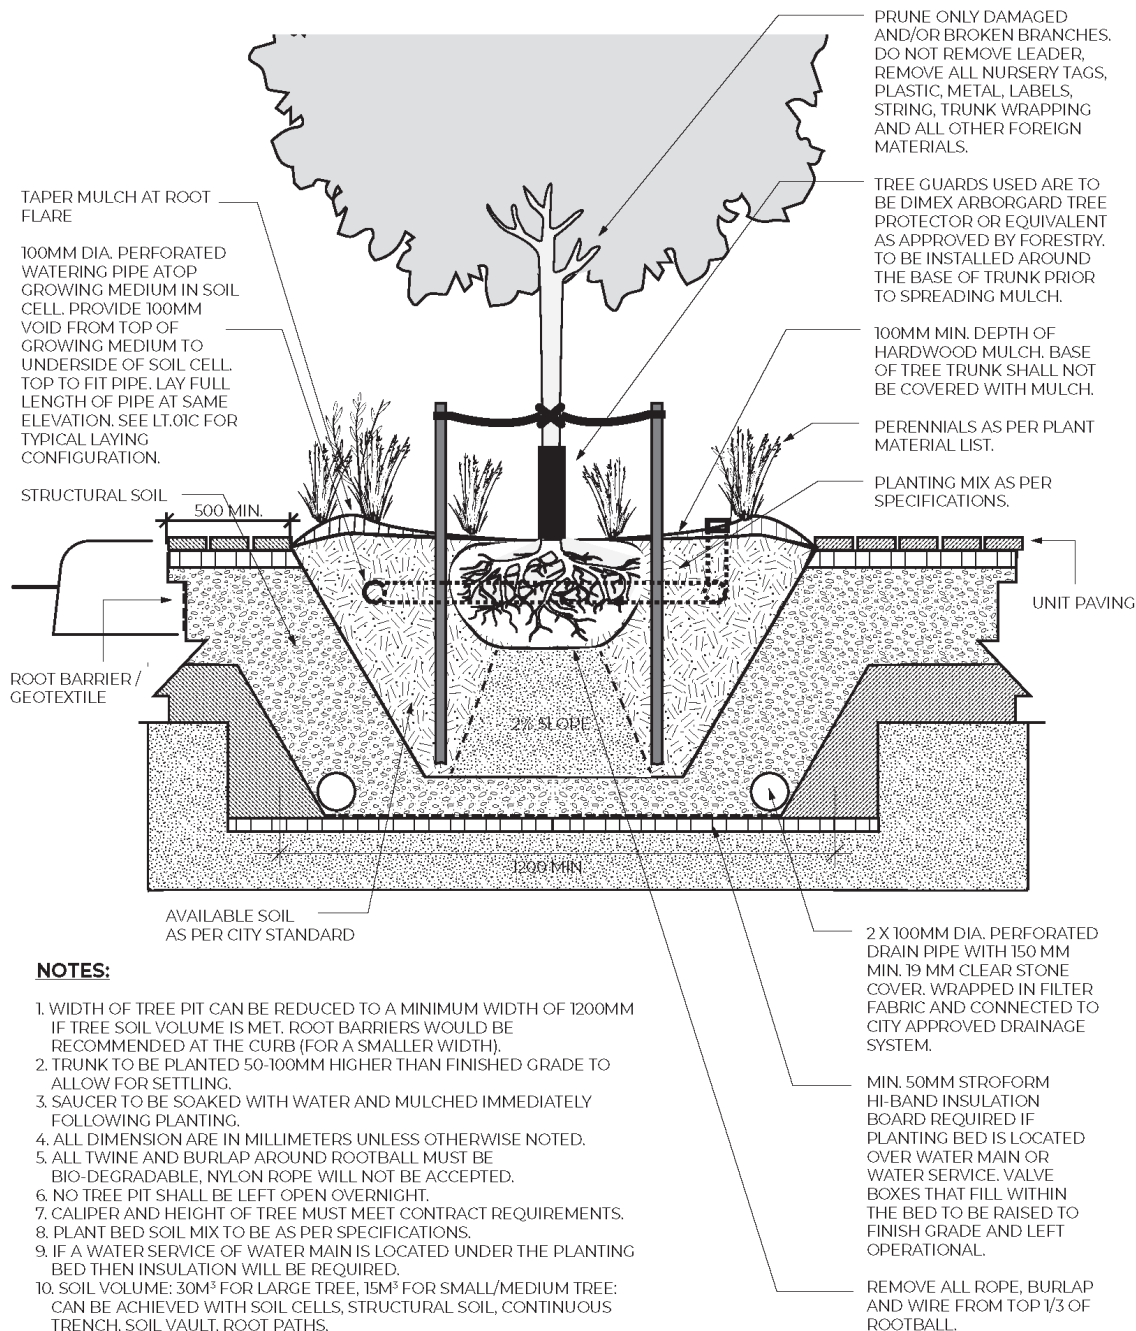 PRUNE ONLY DAMAGED
AND/OR BROKEN BRANCHES.
DO NOT REMOVE LEADER,
REMOVE ALL NURSERY TAGS,
PLASTIC, METAL, LABELS,
STRING, TRUNK WRAPPING
AND ALL OTHER FOREIGN
MATERIALS.
TREE GUARDS USED ARE TO
BE DIMEX ARBORGARD TREE
PROTECTOR OR EQUIVALENT
AS APPROVED BY FORESTRY.
TO BE INSTALLED AROUND
THE BASE OF TRUNK PRIOR
TO SPREADING MULCH.
100MM MIN. DEPTH OF
HARDWOOD MULCH. BASE
OF TREE TRUNK SHALL NOT
BE COVERED WITH MULCH.
PERENNIALS AS PER PLANT
MATERIAL LIST.
PLANTING MIX AS PER
SPECIFICATIONS.
UNIT PAVING
TAPER MULCH AT ROOT
FLARE
100MM DIA. PERFORATED
WATERING PIPE ATOP
GROWING MEDIUM IN SOIL
CELL. PROVIDE 100MM
VOID FROM TOP OF
GROWING MEDIUM TO
UNDERSIDE OF SOIL CELL.
TOP TO FIT PIPE. LAY FULL
LENGTH OF PIPE AT SAME
ELEVATION. SEE LT.01C FOR
TYPICAL LAYING
CONFIGURATION.
STRUCTURAL SOIL
500 MIN.
ROOT BARRIER /
GEOTEXTILE
2% SLOPE
1200 MIN.
AVAILABLE SOIL
AS PER CITY STANDARD
2 X 100MM DIA. PERFORATED
DRAIN PIPE WITH 150 MM
MIN. 19 MM CLEAR STONE
COVER. WRAPPED IN FILTER
FABRIC AND CONNECTED TO
CITY APPROVED DRAINAGE
SYSTEM.
MIN. 50MM STROFORM
HI-BAND INSULATION
BOARD REQUIRED IF
PLANTING BED IS LOCATED
OVER WATER MAIN OR
WATER SERVICE. VALVE
BOXES THAT FILL WITHIN
THE BED TO BE RAISED TO
FINISH GRADE AND LEFT
OPERATIONAL.
REMOVE ALL ROPE, BURLAP
AND WIRE FROM TOP 1/3 OF
ROOTBALL.
NOTES:
1. WIDTH OF TREE PIT CAN BE REDUCED TO A MINIMUM WIDTH OF 1200MM
IF TREE SOIL VOLUME IS MET. ROOT BARRIERS WOULD BE
RECOMMENDED AT THE CURB (FOR A SMALLER WIDTH).
2. TRUNK TO BE PLANTED 50-100MM HIGHER THAN FINISHED GRADE TO
ALLOW FOR SETTLING.
3. SAUCER TO BE SOAKED WITH WATER AND MULCHED IMMEDIATELY
FOLLOWING PLANTING.
4. ALL DIMENSION ARE IN MILLIMETERS UNLESS OTHERWISE NOTED.
5. ALL TWINE AND BURLAP AROUND ROOTBALL MUST BE
BIO-DEGRADABLE, NYLON ROPE WILL NOT BE ACCEPTED.
6. NO TREE PIT SHALL BE LEFT OPEN OVERNIGHT.
7. CALIPER AND HEIGHT OF TREE MUST MEET CONTRACT REQUIREMENTS.
8. PLANT BED SOIL MIX TO BE AS PER SPECIFICATIONS.
9. IF A WATER SERVICE OF WATER MAIN IS LOCATED UNDER THE PLANTING
BED THEN INSULATION WILL BE REQUIRED.
10. SOIL VOLUME: 30M³ FOR LARGE TREE, 15M³ FOR SMALL/MEDIUM TREE:
CAN BE ACHIEVED WITH SOIL CELLS, STRUCTURAL SOIL, CONTINUOUS
TRENCH, SOIL VAULT, ROOT PATHS.